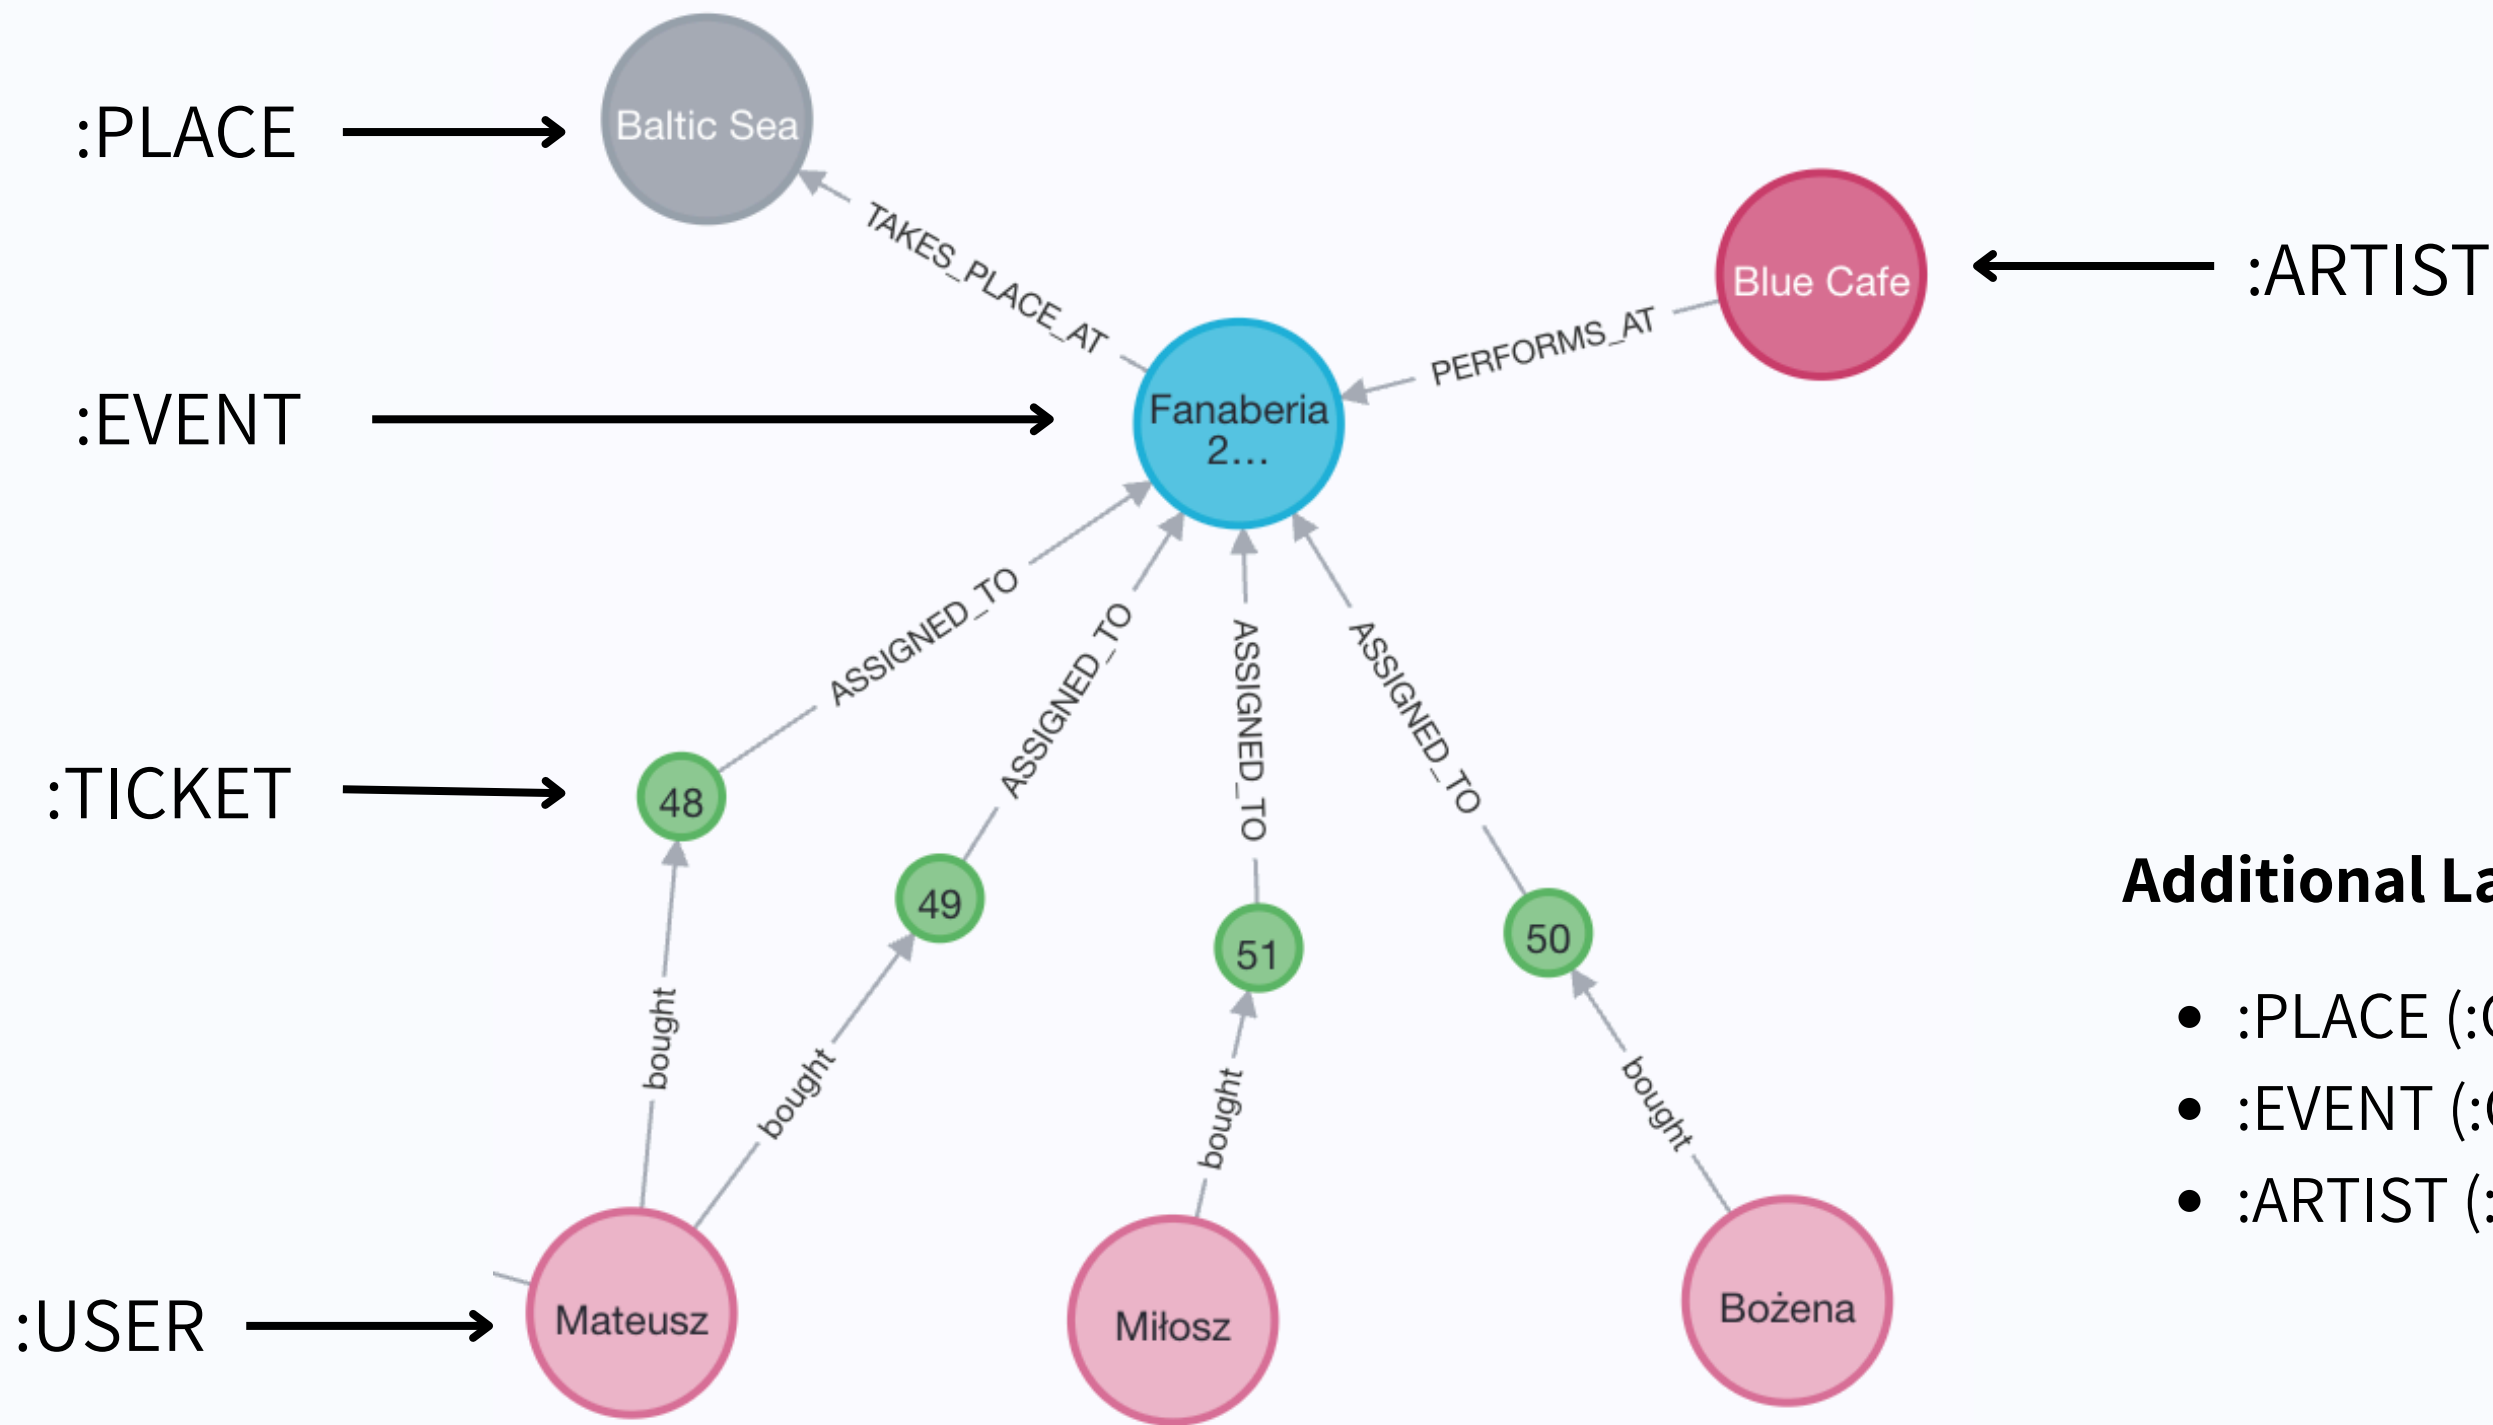 :PLACE
Baltic Sea
TAKES_PLACE_AT
Blue Cafe
:ARTIST
PERFORMS_AT
:EVENT
Fanaberia
2...
ASSIGNED_TO
ASSIGNED_TO
ASSIGNED_TO
ASSIGNED_TO
:TICKET
48
49
51
50
Additional
:PLACE
:EVENT
:ARTIST
bought
bought
bought
bought
:USER
Mateusz
Miłosz
Bożena